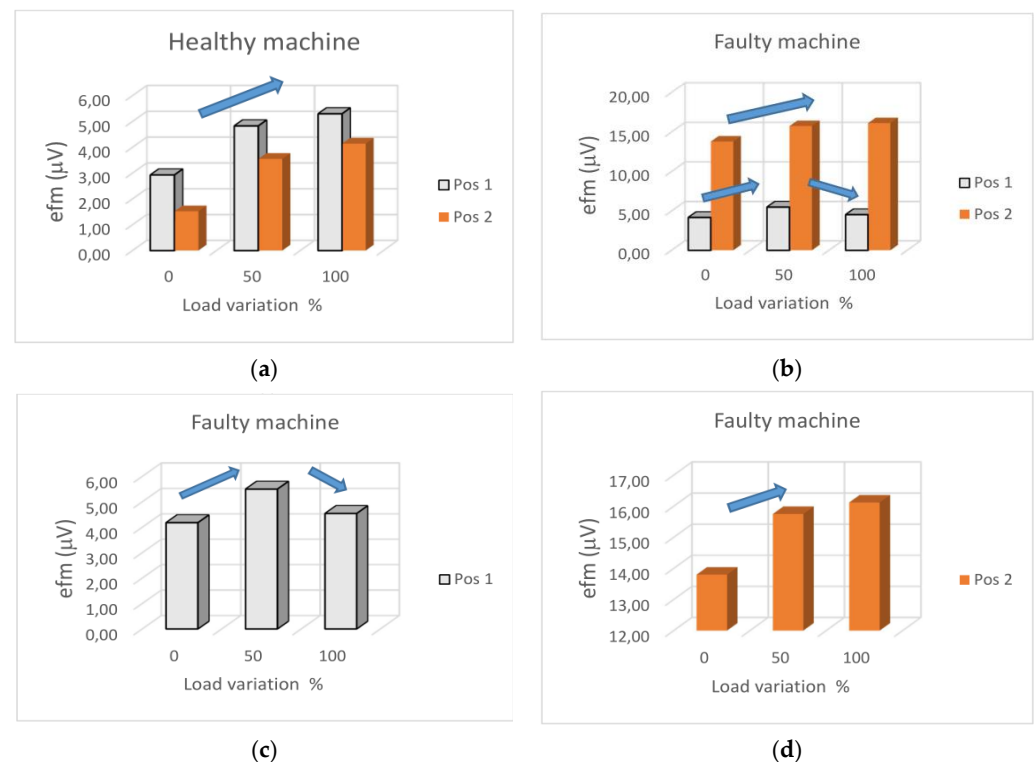 Healthy machine
6,00
5,00
4,00
3,00
2,00
1,00
0,00
efm (µV)
0 50 100
Load variation %
Pos 1
Pos 2
(a)
Faulty machine
20,00
15,00
10,00
5,00
0,00
efm (µV)
0 50 100
Load variation %
Pos 1
Pos 2
(b)
Faulty machine
6,00
5,00
4,00
3,00
2,00
1,00
0,00
efm (µV)
0 50 100
Load variation %
Pos 1
(c)
Faulty machine
17,00
16,00
15,00
14,00
13,00
12,00
efm (µV)
0 50 100
Load variation %
Pos 2
(d)